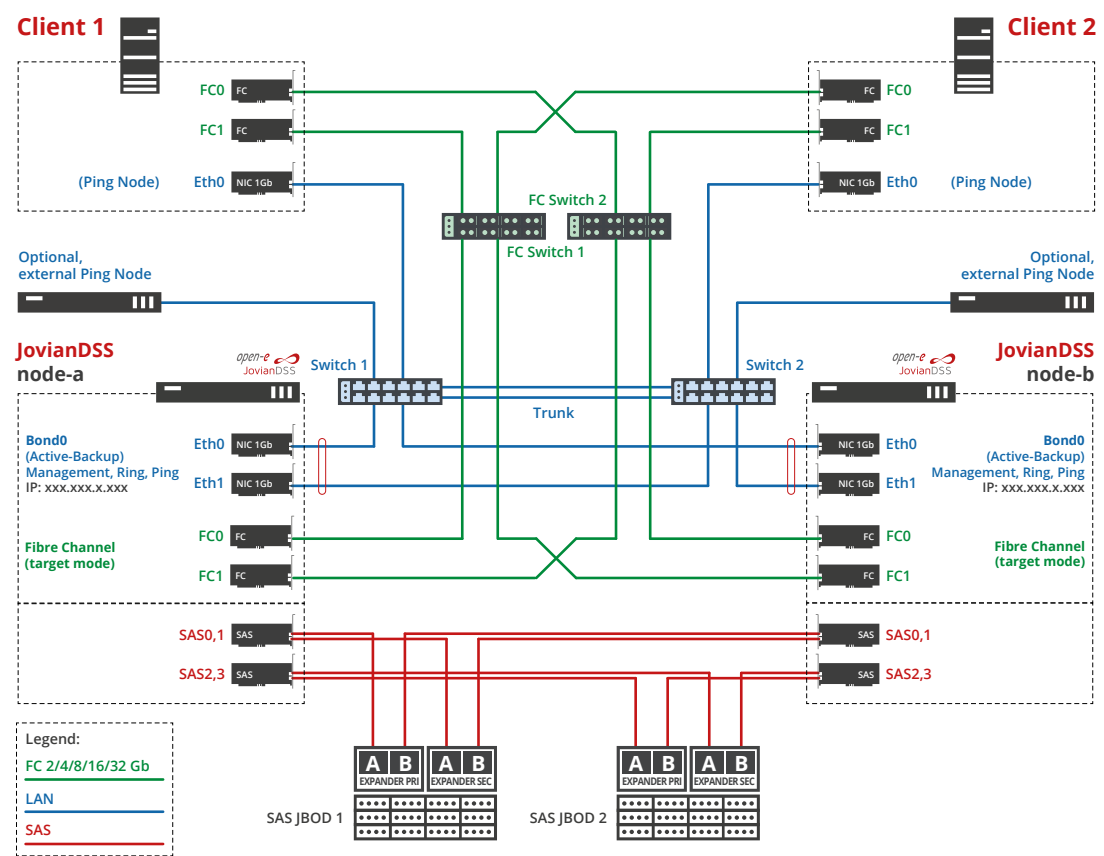 Client 1
Client 2
FC0
FC
FC
FC0
FC1
FC
FC
FC1
(Ping Node)
Eth0
NIC 1Gb
NIC 1Gb
Eth0
(Ping Node)
FC Switch 2
FC Switch 1
Optional,
external Ping Node
Optional,
external Ping Node
JovianDSS
node-a
open-e
JovianDSS
Switch 1
Switch 2
open-e
JovianDSS
JovianDSS
node-b
Trunk
Bond0
(Active-Backup)
Management, Ring, Ping
IP: xxx.xxx.x.xxx
Eth0
NIC 1Gb
Eth1
NIC 1Gb
NIC 1Gb
Eth0
NIC 1Gb
Eth1
Bond0
(Active-Backup)
Management, Ring, Ping
IP: xxx.xxx.x.xxx
Fibre Channel
(target mode)
FC0
FC
FC1
FC
FC
FC0
FC
FC1
Fibre Channel
(target mode)
SAS0,1
SAS
SAS
SAS0,1
SAS2,3
SAS
SAS
SAS2,3
Legend:
FC 2/4/8/16/32 Gb
LAN
SAS
A B
EXPANDER PRI
A B
EXPANDER SEC
SAS JBOD 1
A B
EXPANDER PRI
A B
EXPANDER SEC
SAS JBOD 2